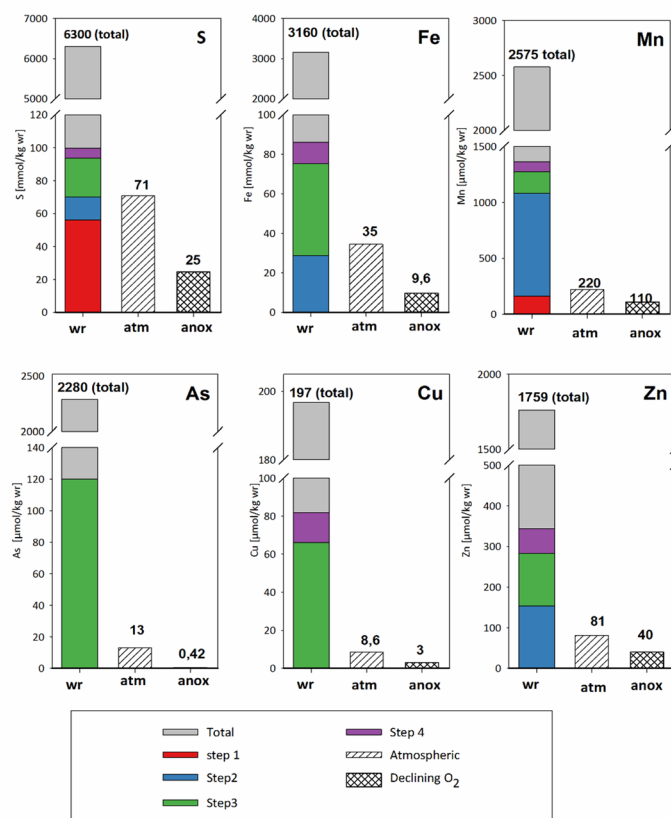 6300 (total)
S
S [mmol/kg wr]
7000
6000
5000
120
100
80
60
40
20
0
71
25
wr atm anox
3160 (total)
Fe
Fe [mmol/kg wr]
4000
3000
2000
100
80
60
40
20
0
35
9,6
wr atm anox
2575 total)
Mn
Mn [µmol/kg wr]
3000
2500
2000
1500
1000
500
0
220
110
wr atm anox
2280 (total)
As
As [µmol/kg wr]
2500
2000
140
120
100
80
60
40
20
0
13
0,42
wr atm anox
197 (total)
Cu
Cu [µmol/kg wr]
200
180
100
80
60
40
20
0
8,6
3
wr atm anox
1759 (total)
Zn
Zn [µmol/kg wr]
2000
1500
500
400
300
200
100
0
81
40
wr atm anox
Total
step 1
Step2
Step3
Step 4
Atmospheric
Declining O2